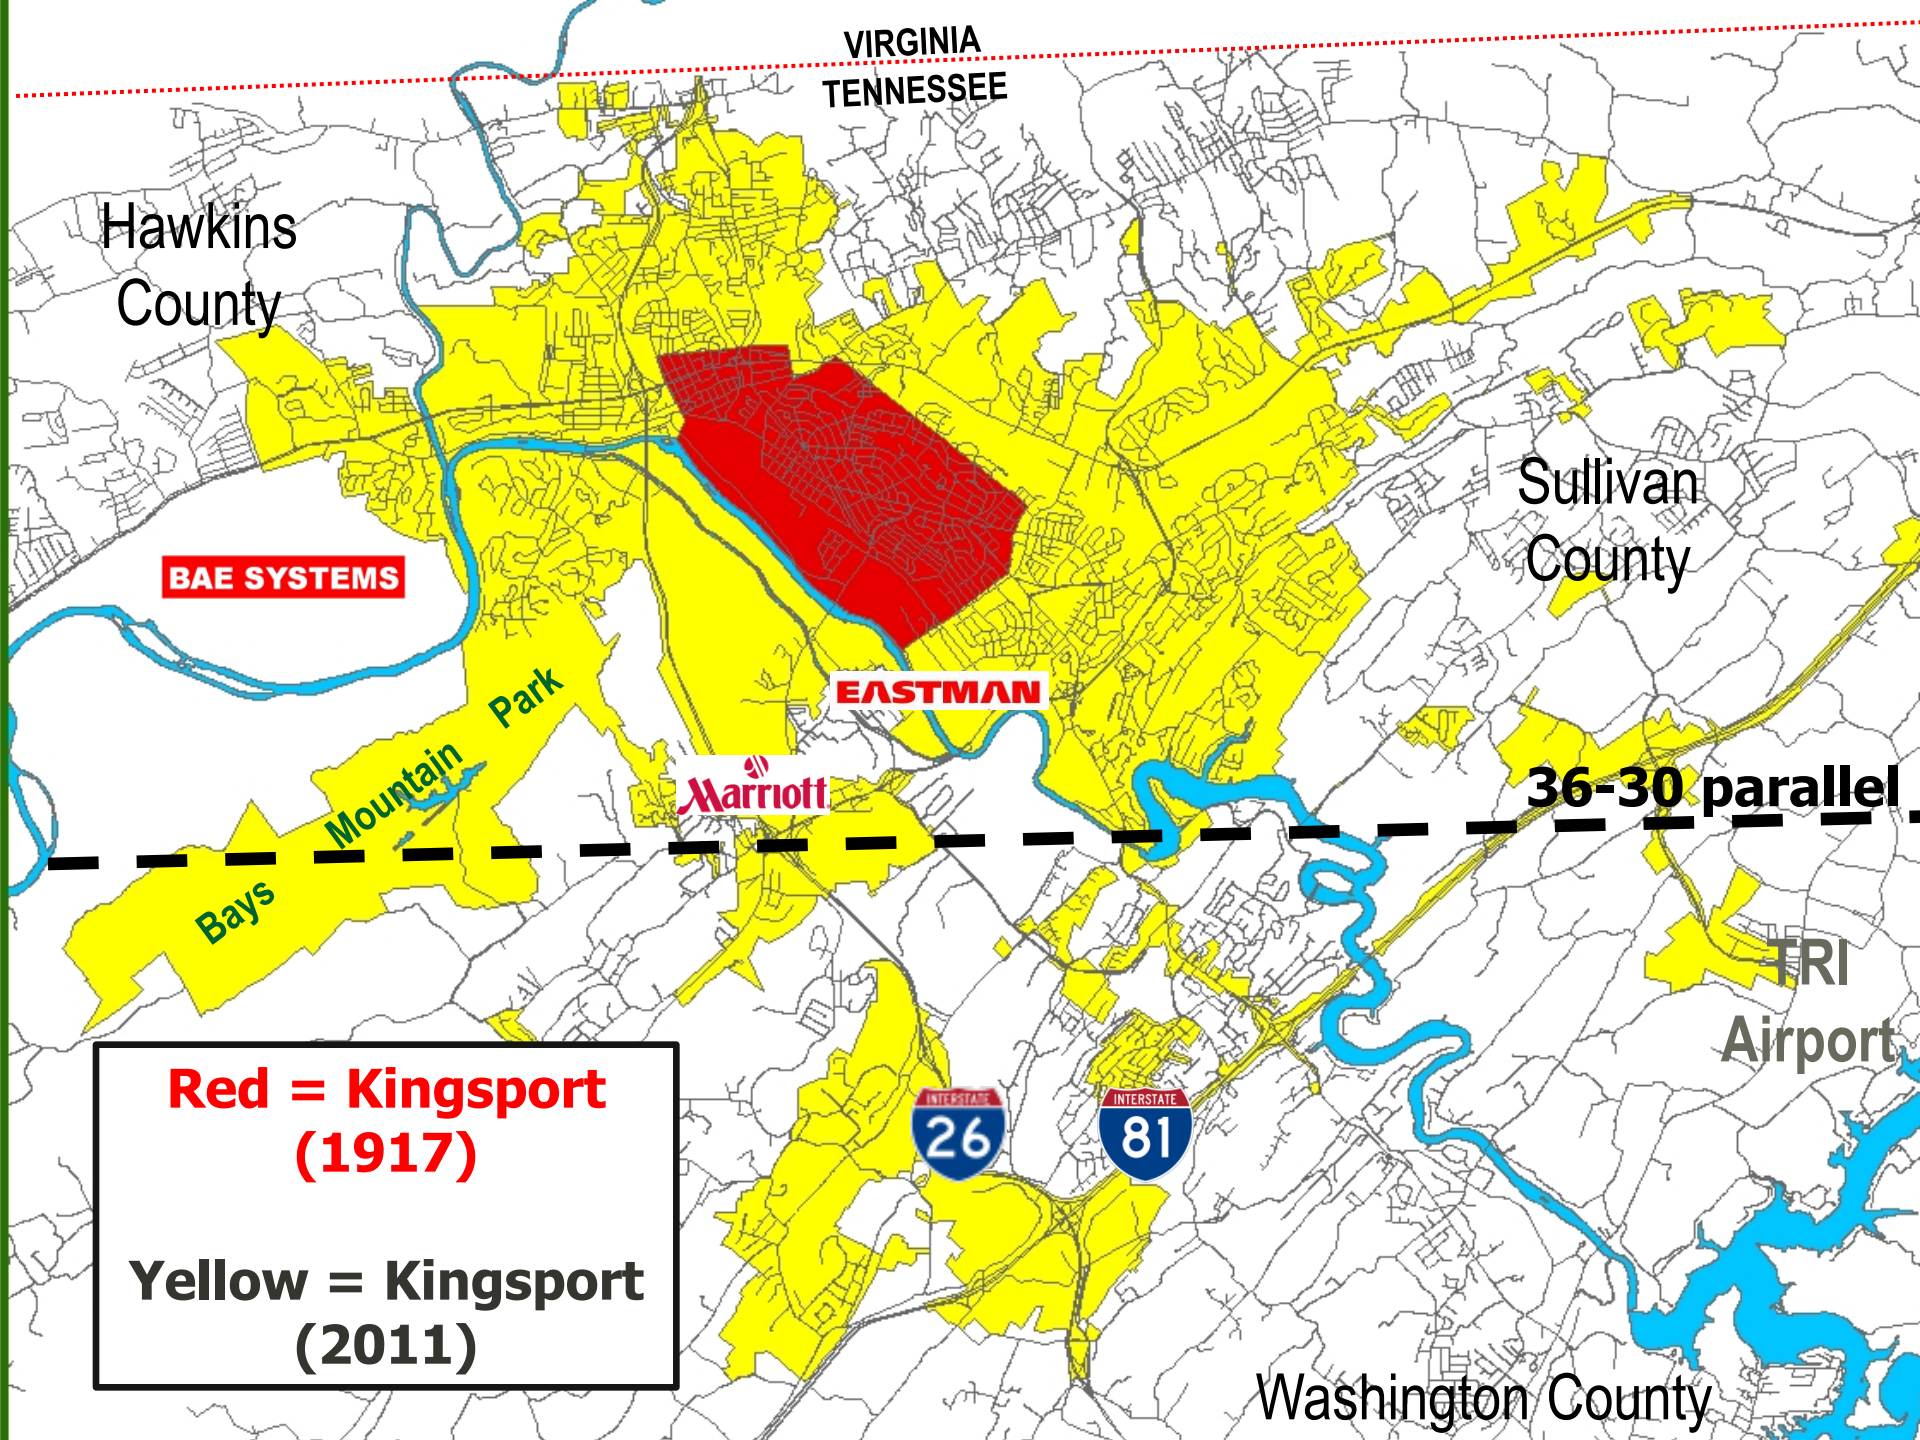 VIRGINIA
TENNESSEE
Hawkins
County
Sullivan
County
BAE SYSTEMS
Park
EASTMAN
Mountain
Marriott
36-30 parallel
Bays
TRI
Airport
Red = Kingsport
(1917)
Yellow = Kingsport
(2011)
INTERSTATE
26
INTERSTATE
81
Washington County